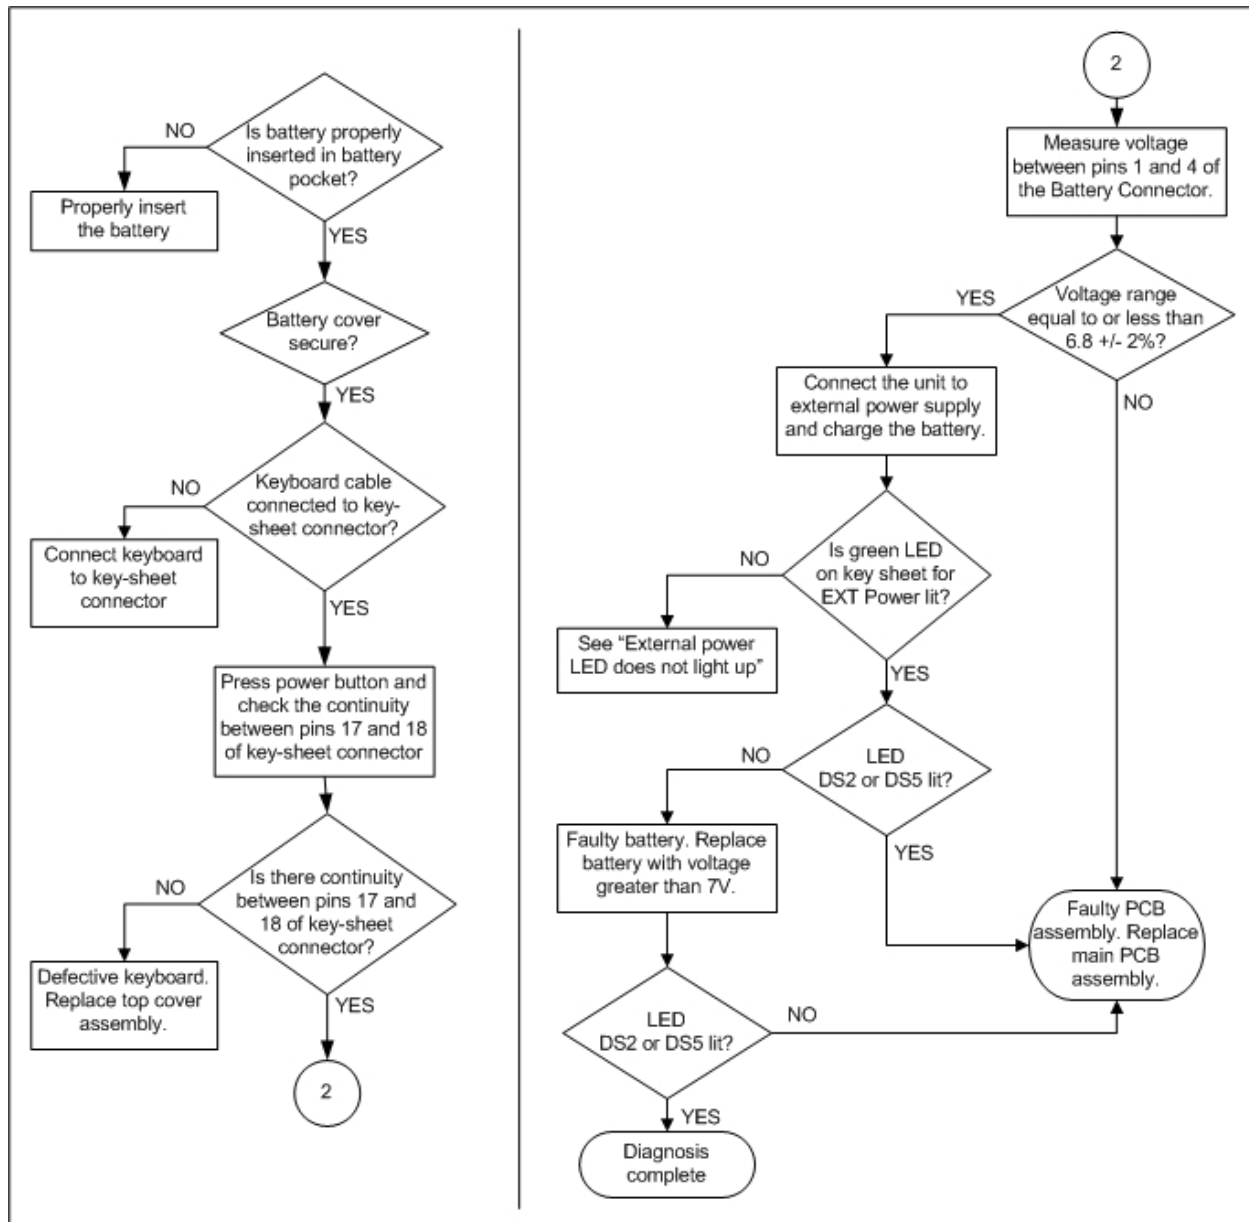 NO
Is battery properly
inserted in battery
pocket?
Properly insert
the battery
YES
Battery cover
secure?
YES
NO
Keyboard cable
connected to key-
sheet connector?
Connect keyboard
to key-sheet
connector
YES
Press power button and
check the continuity
between pins 17 and 18
of key-sheet connector
NO
Is there continuity
between pins 17 and
18 of key-sheet
connector?
Defective keyboard.
Replace top cover
assembly.
YES
2
2
Measure voltage
between pins 1 and 4 of
the Battery Connector.
YES
Voltage range
equal to or less than
6.8 +/- 2%?
NO
Connect the unit to
external power supply
and charge the battery.
NO
Is green LED
on key sheet for
EXT Power lit?
See “External power
LED does not light up”
YES
NO
LED
DS2 or DS5 lit?
YES
Faulty battery. Replace
battery with voltage
greater than 7V.
Faulty PCB
assembly. Replace
main PCB
assembly.
LED
DS2 or DS5 lit?
NO
YES
Diagnosis
complete